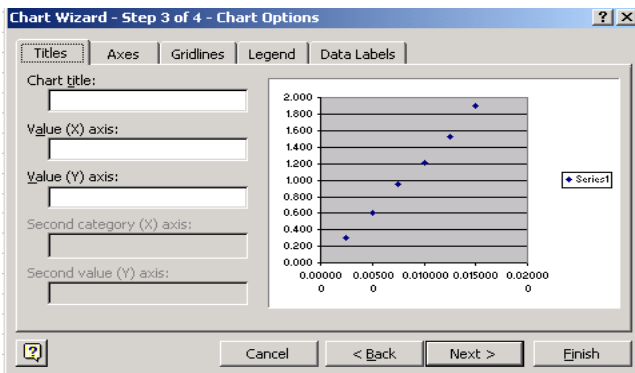 Chart Wizard - Step 3 of 4 - Chart Options
? X
Titles Axes Gridlines Legend Data Labels
Chart title:
Value (X) axis:
Value (Y) axis:
Second category (X) axis:
Second value (Y) axis:
2.000
1.800
1.600
1.400
1.200
1.000
0.800
0.600
0.400
0.200
0.000
0.00000 0.00500 0.010000 0.015000 0.02000
0 0 0
Series1
?
Cancel < Back Next > Finish